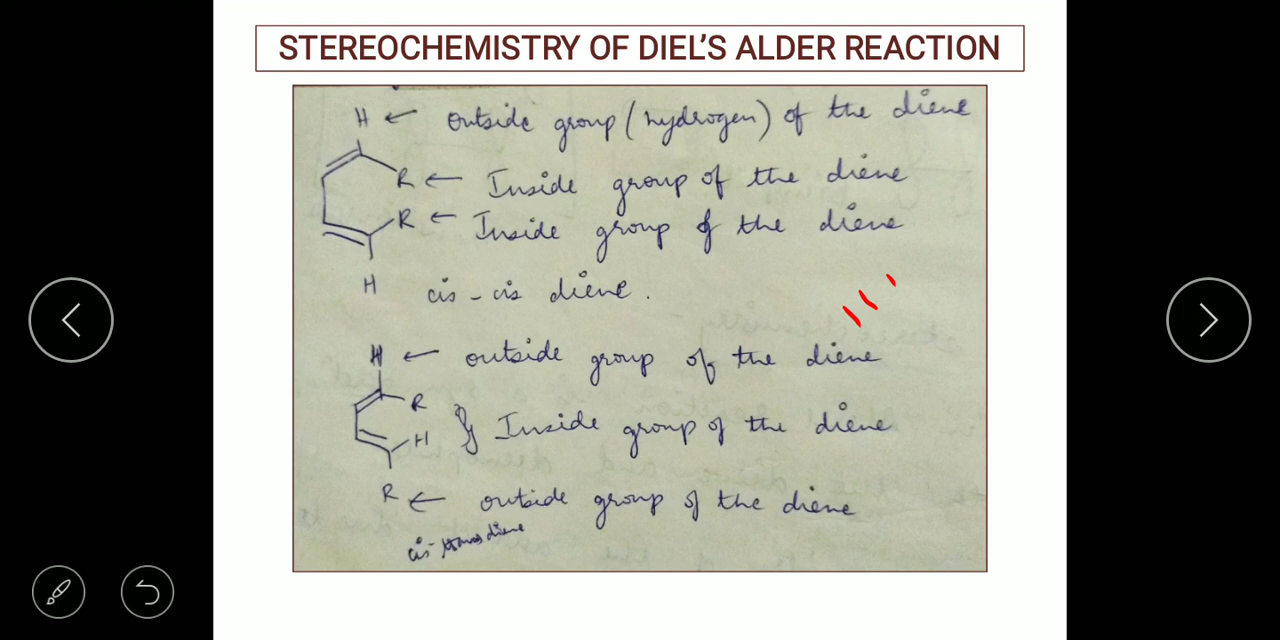 STEREOCHEMISTRY OF DIEL'S ALDER REACTION
H ← outside group (hydrogen) of the diene
R ← Inside group of the diene
R ← Inside group of the diene
H
cis - cis diene.
H ← outside group of the diene
R
H } Inside group of the diene
R ← outside group of the diene
cis-trans diene